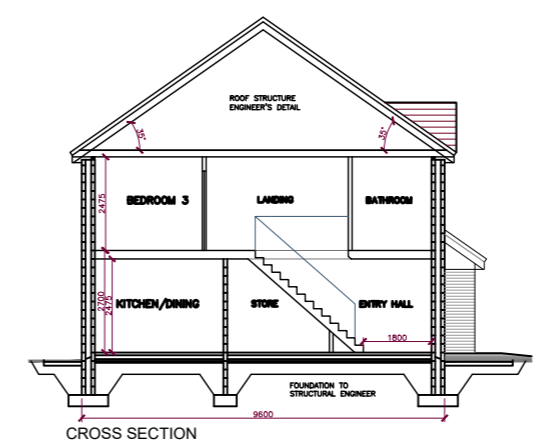 ROOF STRUCTURE
ENGINEER'S DETAIL
35°
35°
2475
BEDROOM 3
LANDING
BATHROOM
2700
2475
KITCHEN/DINING
STORE
ENTRY HALL
1800
FOUNDATION TO
STRUCTURAL ENGINEER
9600
CROSS SECTION